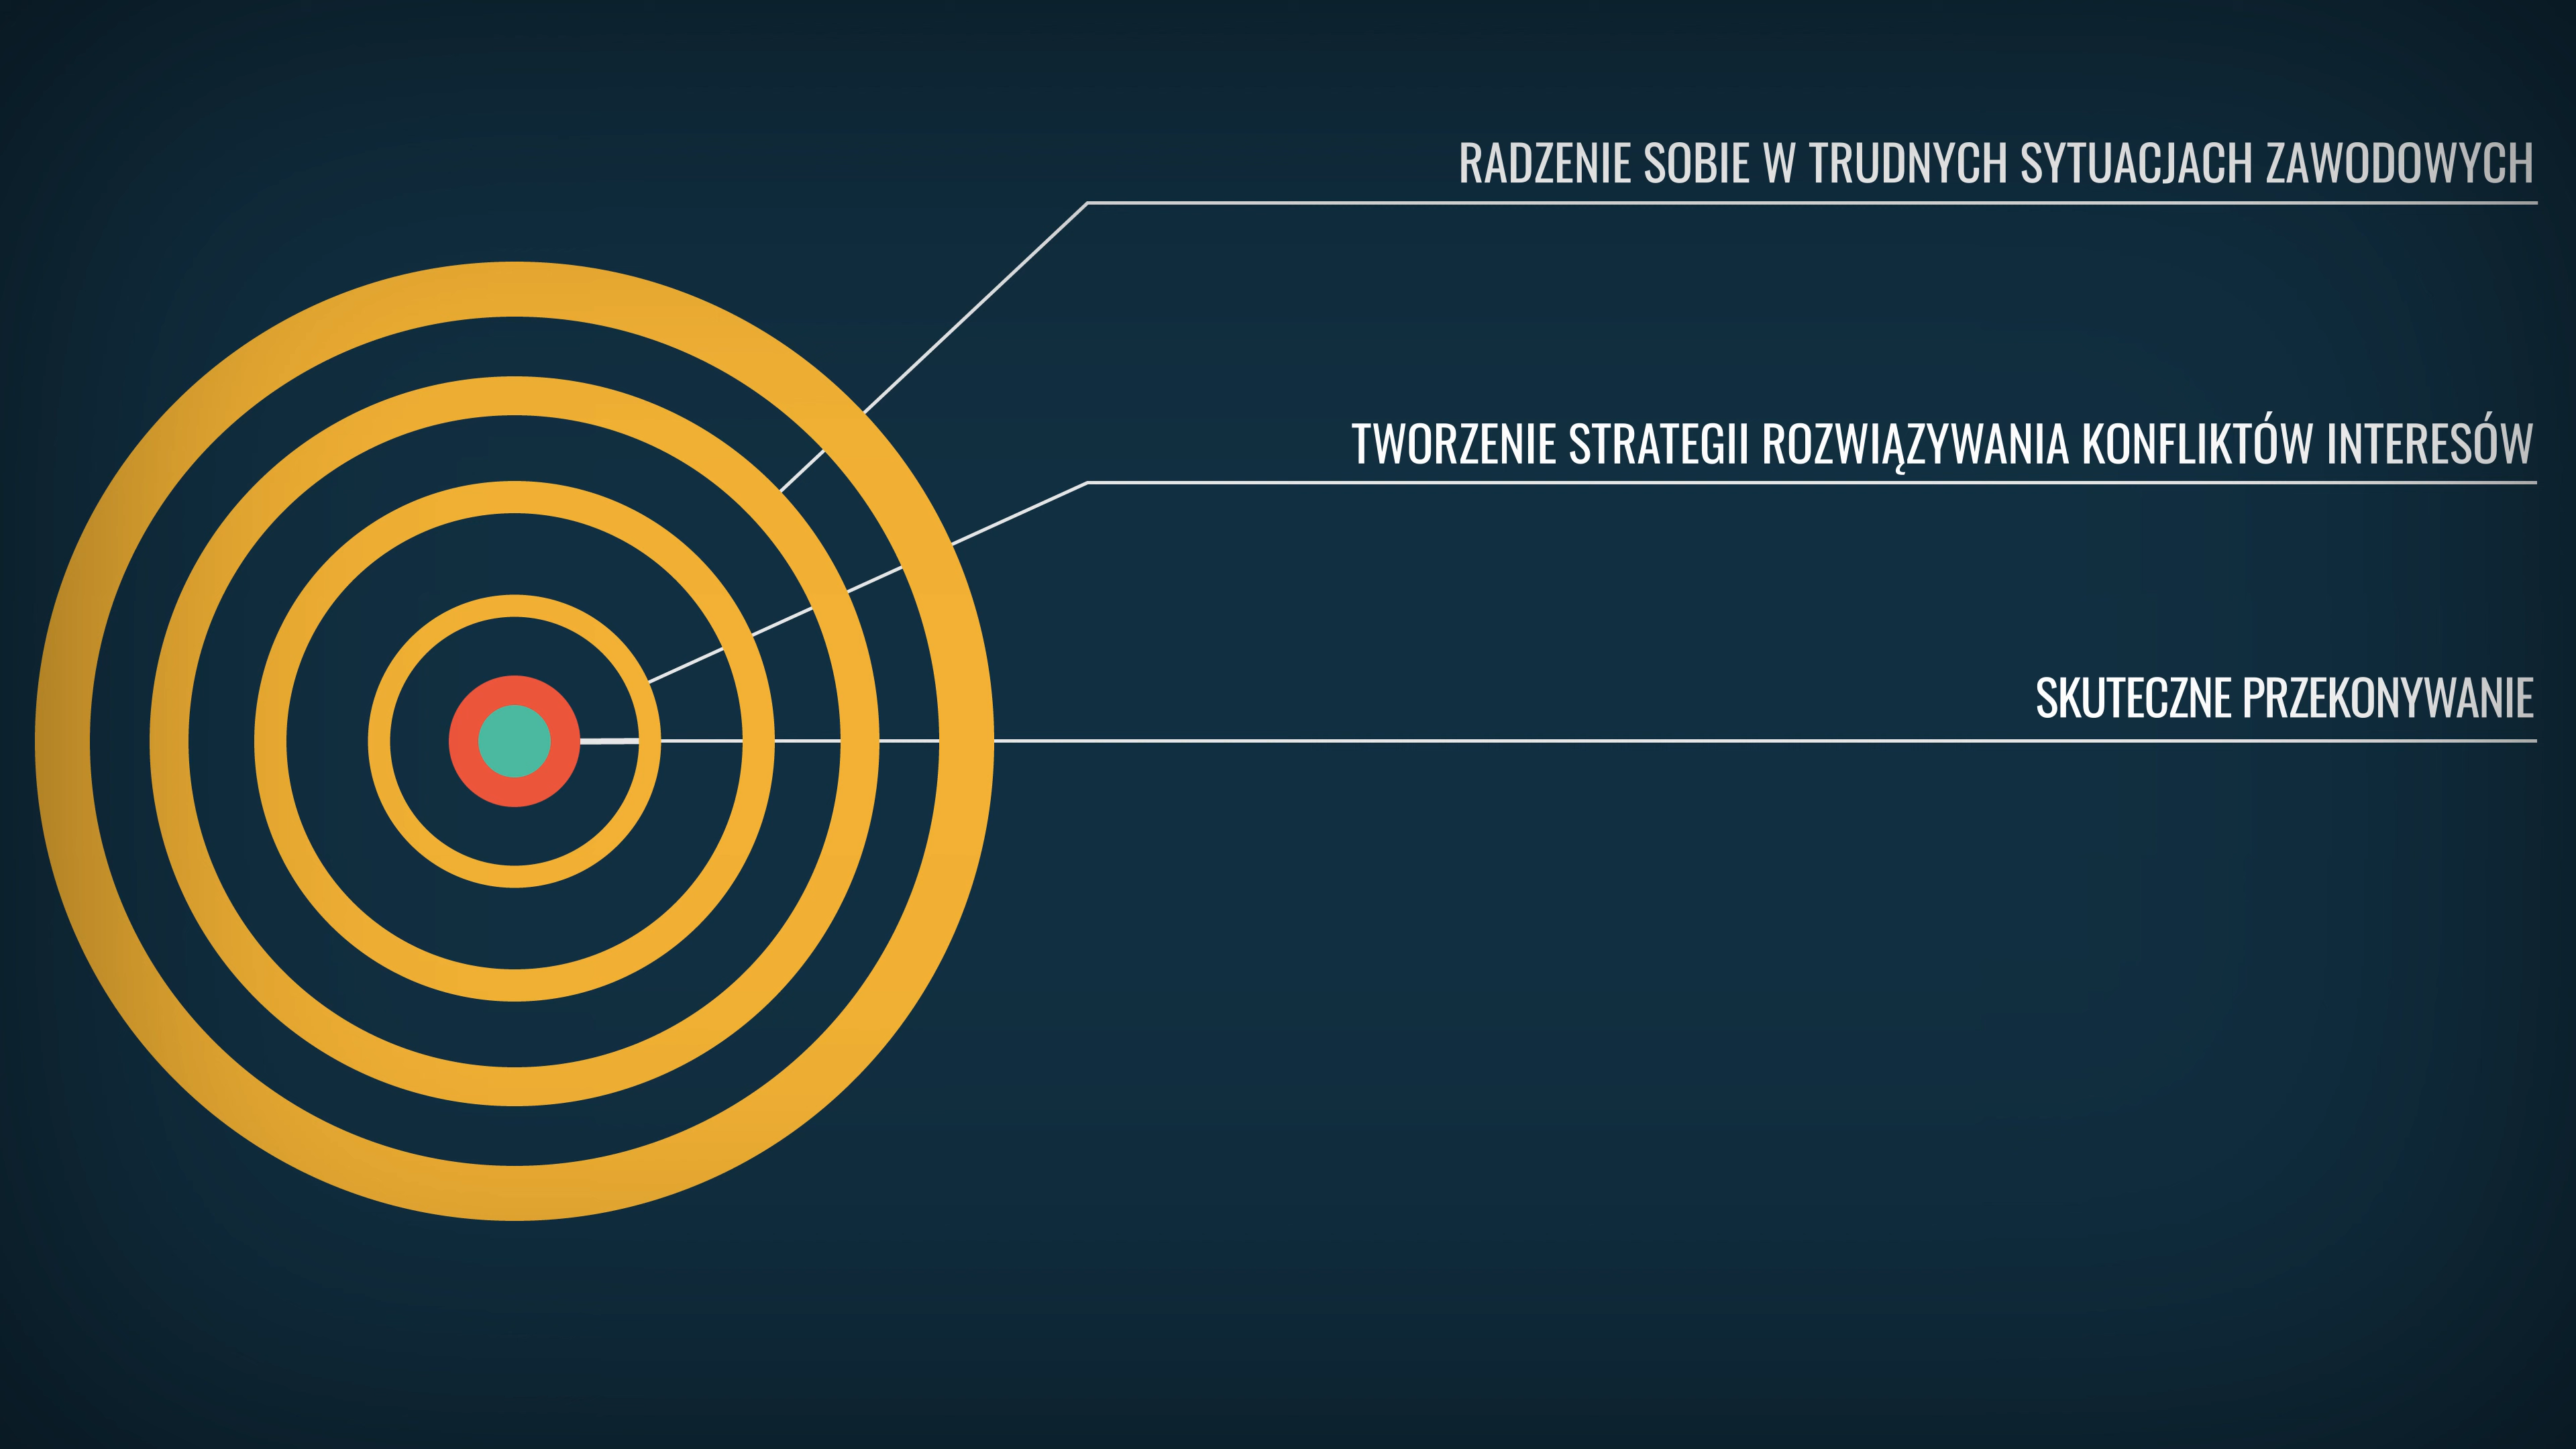 RADZENIE SOBIE W TRUDNYCH SYTUACJACH ZAWODOWYCH
TWORZENIE STRATEGII ROZWIĄZYWANIA KONFLIKTÓW INTERESÓW
SKUTECZNE PRZEKONYWANIE